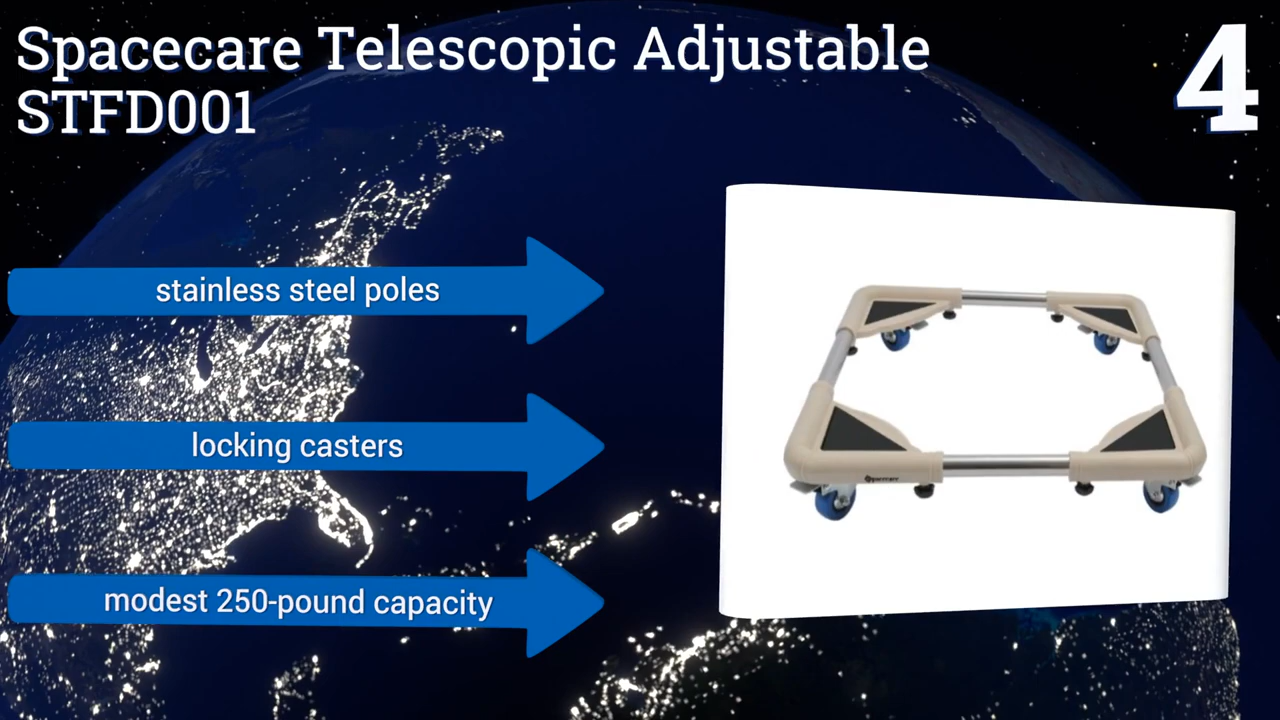 Spacecare Telescopic Adjustable
STFD001
4
stainless steel poles
locking casters
modest 250-pound capacity